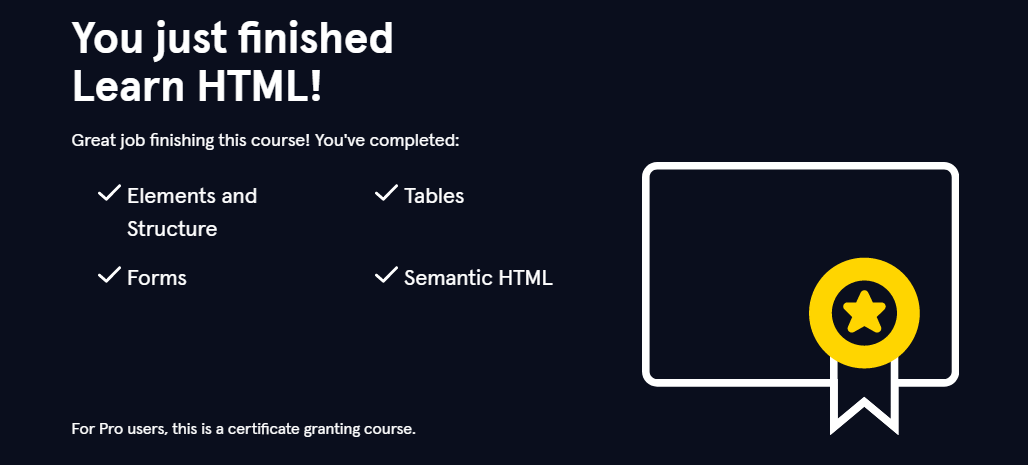 You just finished
Learn HTML!
Great job finishing this course! You've completed:
Elements and
Structure
Tables
Forms
Semantic HTML
For Pro users, this is a certificate granting course.